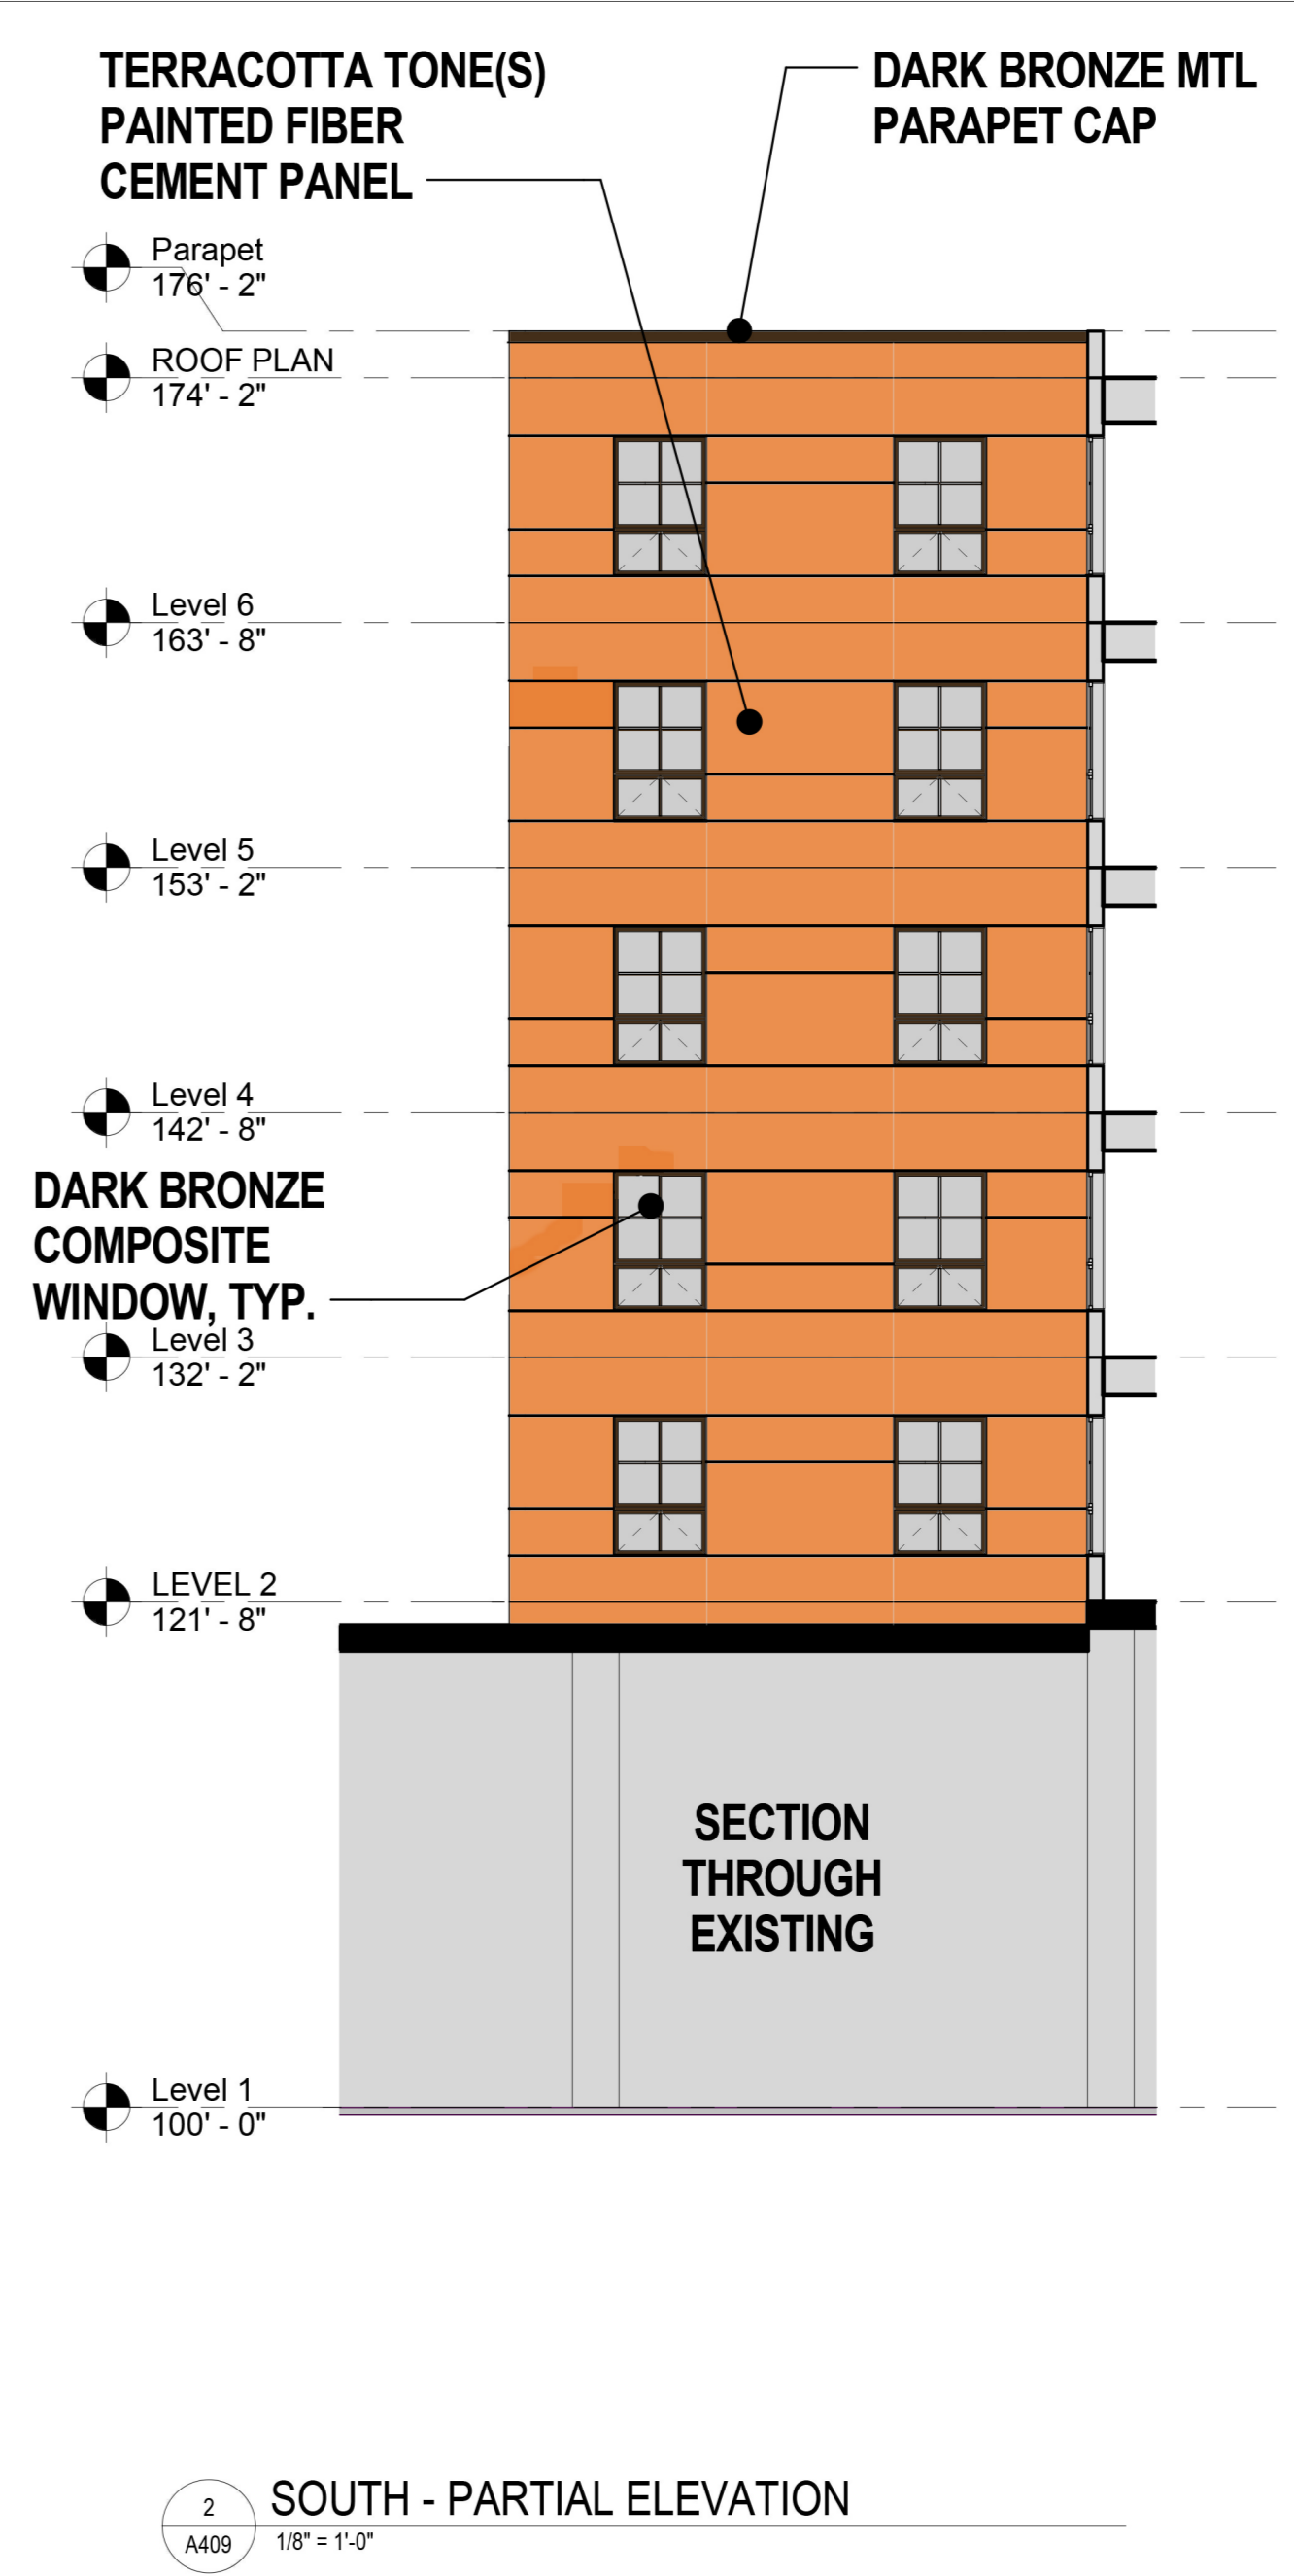 TERRACOTTA TONE(S)
PAINTED FIBER
CEMENT PANEL
DARK BRONZE MTL
PARAPET CAP
Parapet
176' - 2"
ROOF PLAN
174' - 2"
Level 6
163' - 8"
Level 5
153' - 2"
Level 4
142' - 8"
DARK BRONZE
COMPOSITE
WINDOW, TYP.
Level 3
132' - 2"
LEVEL 2
121' - 8"
SECTION
THROUGH
EXISTING
Level 1
100' - 0"
2
A409
SOUTH - PARTIAL ELEVATION
1/8" = 1'-0"